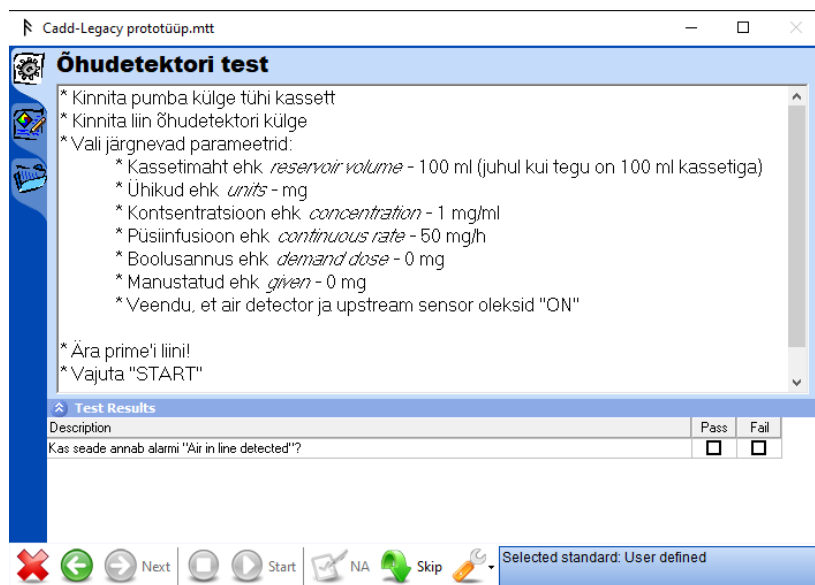 Cadd-Legacy prototüüp.mtt
Õhudetektori test
* Kinnita pumba külge tühi kassett
* Kinnita liin õhudetektori külge
* Vali järgnevad parameetrid:
* Kassetimaht ehk reservoir volume - 100 ml (juhul kui tegu on 100 ml kassetiga)
* Ühikud ehk units - mg
* Kontsentratsioon ehk concentration - 1 mg/ml
* Püsiinfusioon ehk continuous rate - 50 mg/h
* Boolusannus ehk demand dose - 0 mg
* Manustatud ehk given - 0 mg
* Veendu, et air detector ja upstream sensor oleksid "ON"
* Ära prime'i liini!
* Vajuta "START"
Test Results
Description Pass Fail
Kas seade annab alarmi "Air in line detected"?
Next Start NA Skip Selected standard: User defined